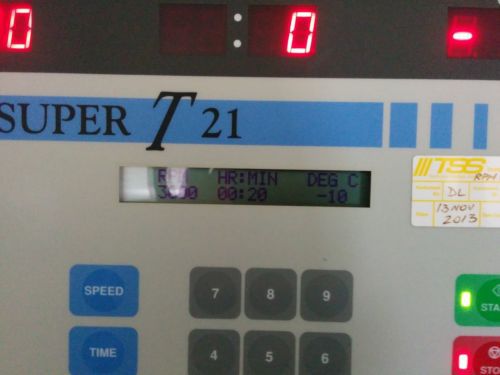 0 : 0 -
SUPER T 21
RPM HR:MIN DEG C
3000 00:20 -10
TSS
RPM
DL
13 NOV
2013
SPEED 7 8 9
TIME 4 5 6